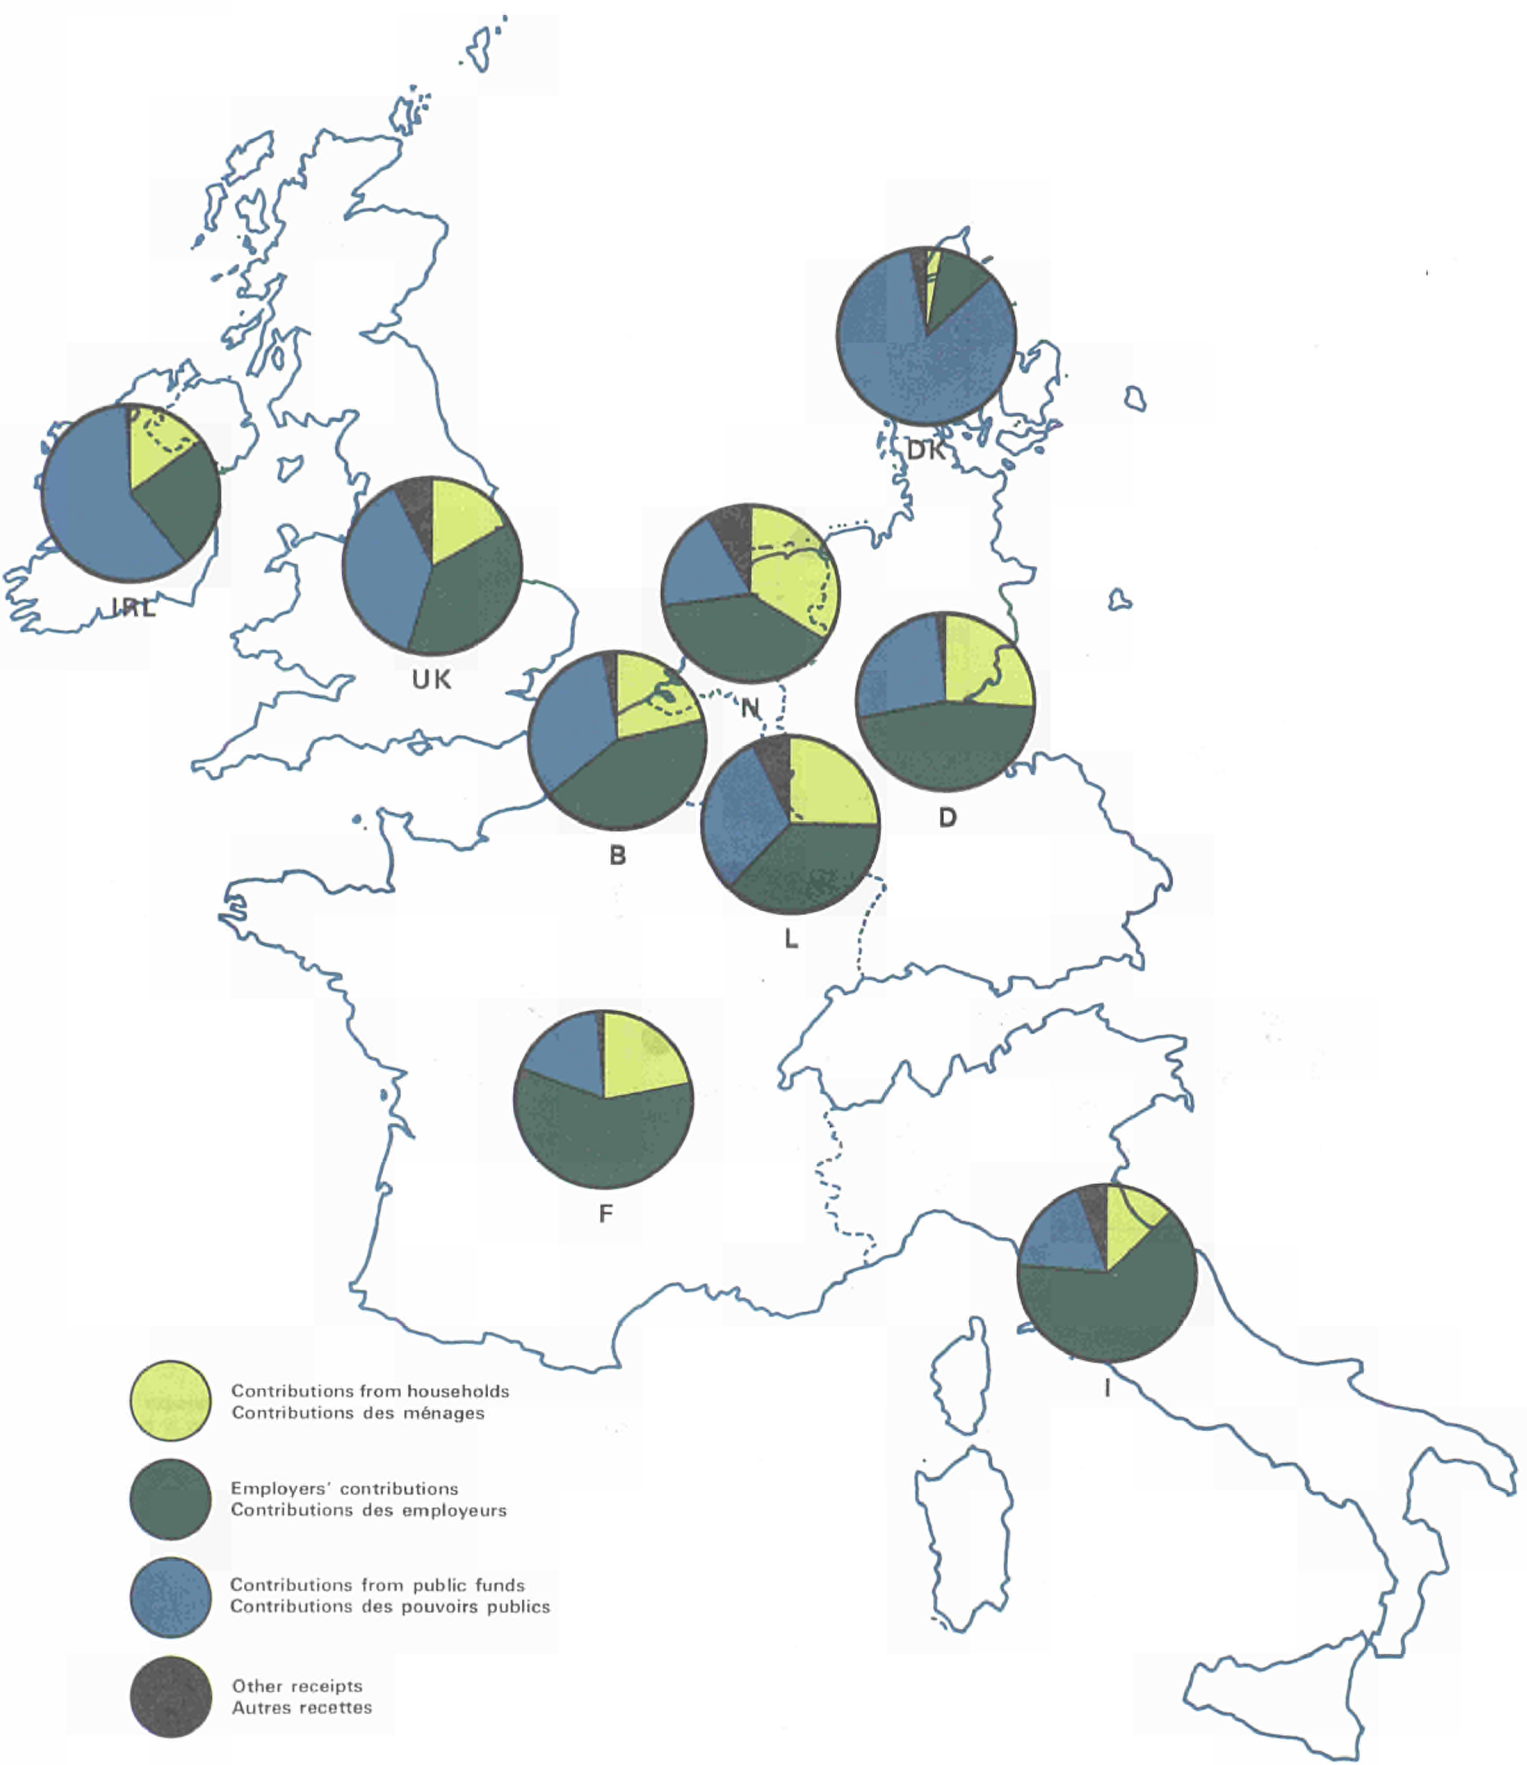 DK
IRL
UK
N
D
B
L
F
I
Contributions from households
Contributions des ménages
Employers' contributions
Contributions des employeurs
Contributions from public funds
Contributions des pouvoirs publics
Other receipts
Autres recettes